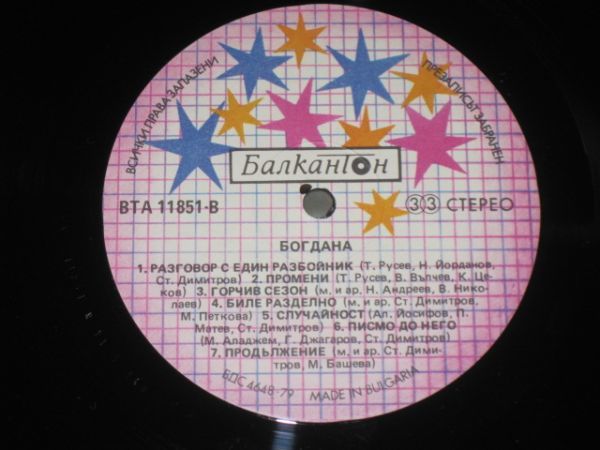 ВСИЧКИ ПРАВА ЗАПАЗЕНИ
ПРЕЗАПИСЪТ ЗАБРАНЕН
БалканТон
ВТА 11851-В
33 СТЕРЕО
БОГДАНА
1. РАЗГОВОР С ЕДИН РАЗБОЙНИК (Т. Русев, Н. Йорданов,
Ст. Димитров) 2. ПРОМЕНИ (Т. Русев, В. Вълчев, К. Це-
ков) 3. ГОРЧИВ СЕЗОН (м. и ар. Н. Андреев, В. Нико-
лаев) 4. БИЛЕ РАЗДЕЛНО (м. и ар. Ст. Димитров,
М. Петкова) 5. СЛУЧАЙНОСТ (Ал. Йосифов, П.
Матев, Ст. Димитров) 6. ПИСМО ДО НЕГО
(М. Аладжем, Г. Джагаров, Ст. Димитров)
7. ПРОДЪЛЖЕНИЕ (м. и ар. Ст. Дими-
тров, М. Башева)
БДС 4648-79 MADE IN BULGARIA